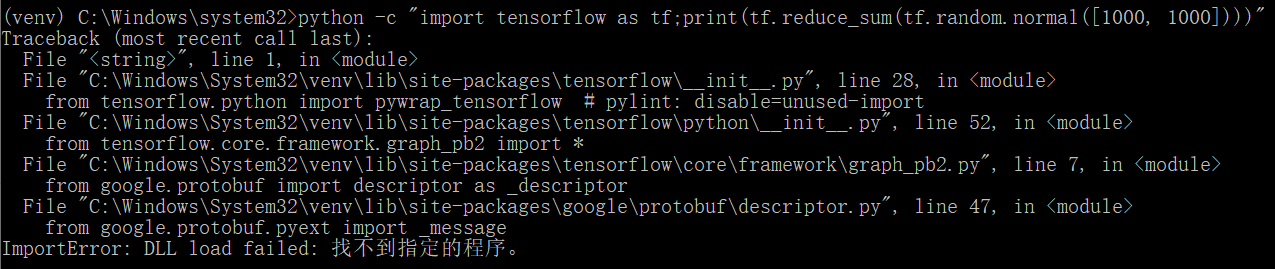 (venv) C:\Windows\system32>python -c "import tensorflow as tf;print(tf.reduce_sum(tf.random.normal([1000, 1000])))"
Traceback (most recent call last):
  File "<string>", line 1, in <module>
  File "C:\Windows\System32\venv\lib\site-packages\tensorflow\__init__.py", line 28, in <module>
    from tensorflow.python import pywrap_tensorflow  # pylint: disable=unused-import
  File "C:\Windows\System32\venv\lib\site-packages\tensorflow\python\__init__.py", line 52, in <module>
    from tensorflow.core.framework.graph_pb2 import *
  File "C:\Windows\System32\venv\lib\site-packages\tensorflow\core\framework\graph_pb2.py", line 7, in <module>
    from google.protobuf import descriptor as _descriptor
  File "C:\Windows\System32\venv\lib\site-packages\google\protobuf\descriptor.py", line 47, in <module>
    from google.protobuf.pyext import _message
ImportError: DLL load failed: 找不到指定的程序。